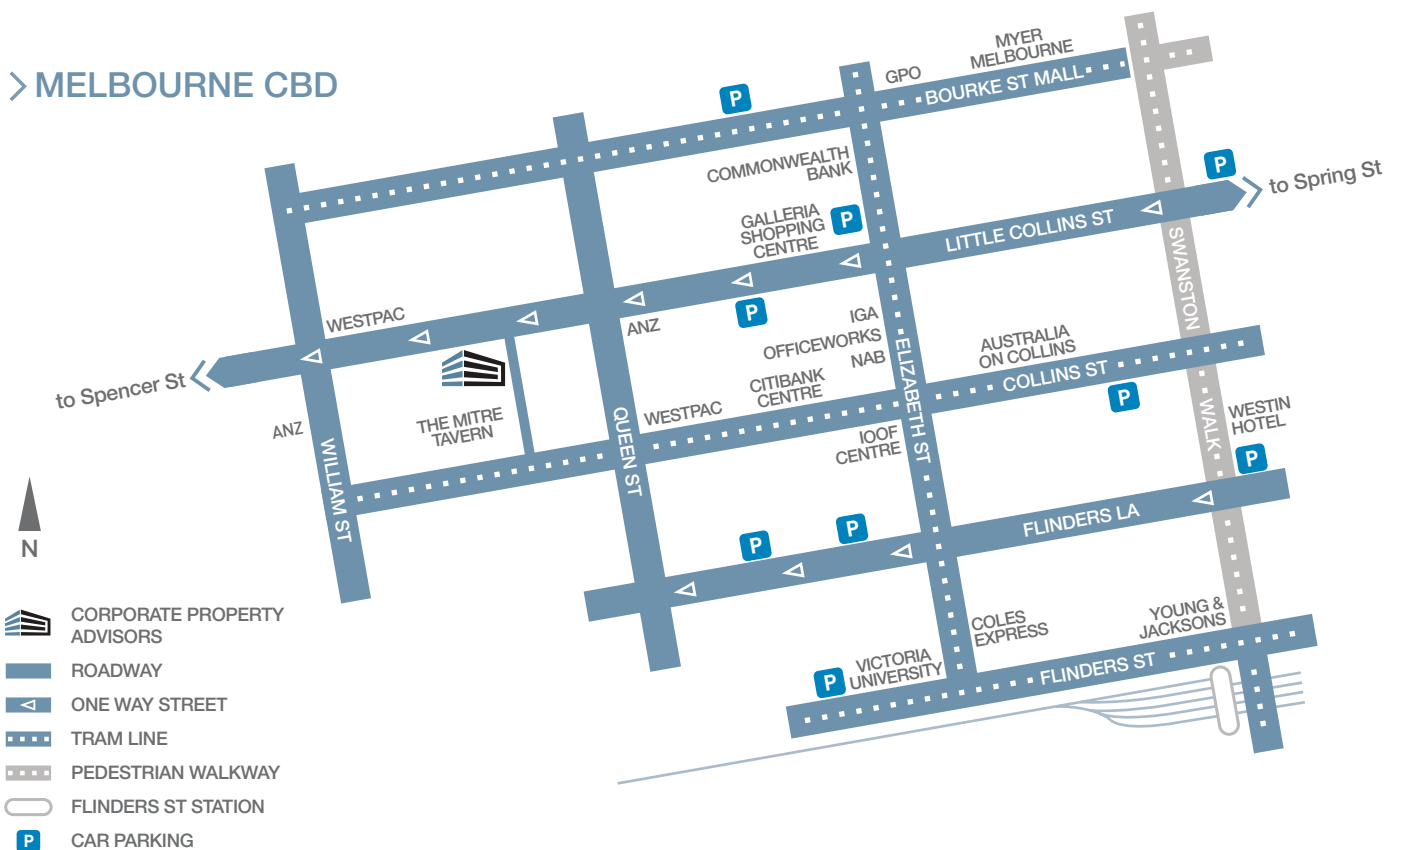 MELBOURNE CBD
MYER
MELBOURNE
GPO
BOURKE ST MALL
P
COMMONWEALTH
BANK
P
to Spring St
GALLERIA
SHOPPING
CENTRE
P
LITTLE COLLINS ST
SWANSTON
WALK
WESTPAC
ANZ
P
IGA
OFFICEWORKS
NAB
ELIZABETH ST
AUSTRALIA
ON COLLINS
COLLINS ST
P
to Spencer St
ANZ
WILLIAM ST
THE MITRE
TAVERN
QUEEN ST
WESTPAC
CITIBANK
CENTRE
IOOF
CENTRE
WESTIN
HOTEL
P
FLINDERS LA
P
P
COLES
EXPRESS
YOUNG &
JACKSONS
VICTORIA
UNIVERSITY
P
FLINDERS ST
N
CORPORATE PROPERTY
ADVISORS
ROADWAY
ONE WAY STREET
TRAM LINE
PEDESTRIAN WALKWAY
FLINDERS ST STATION
P
CAR PARKING